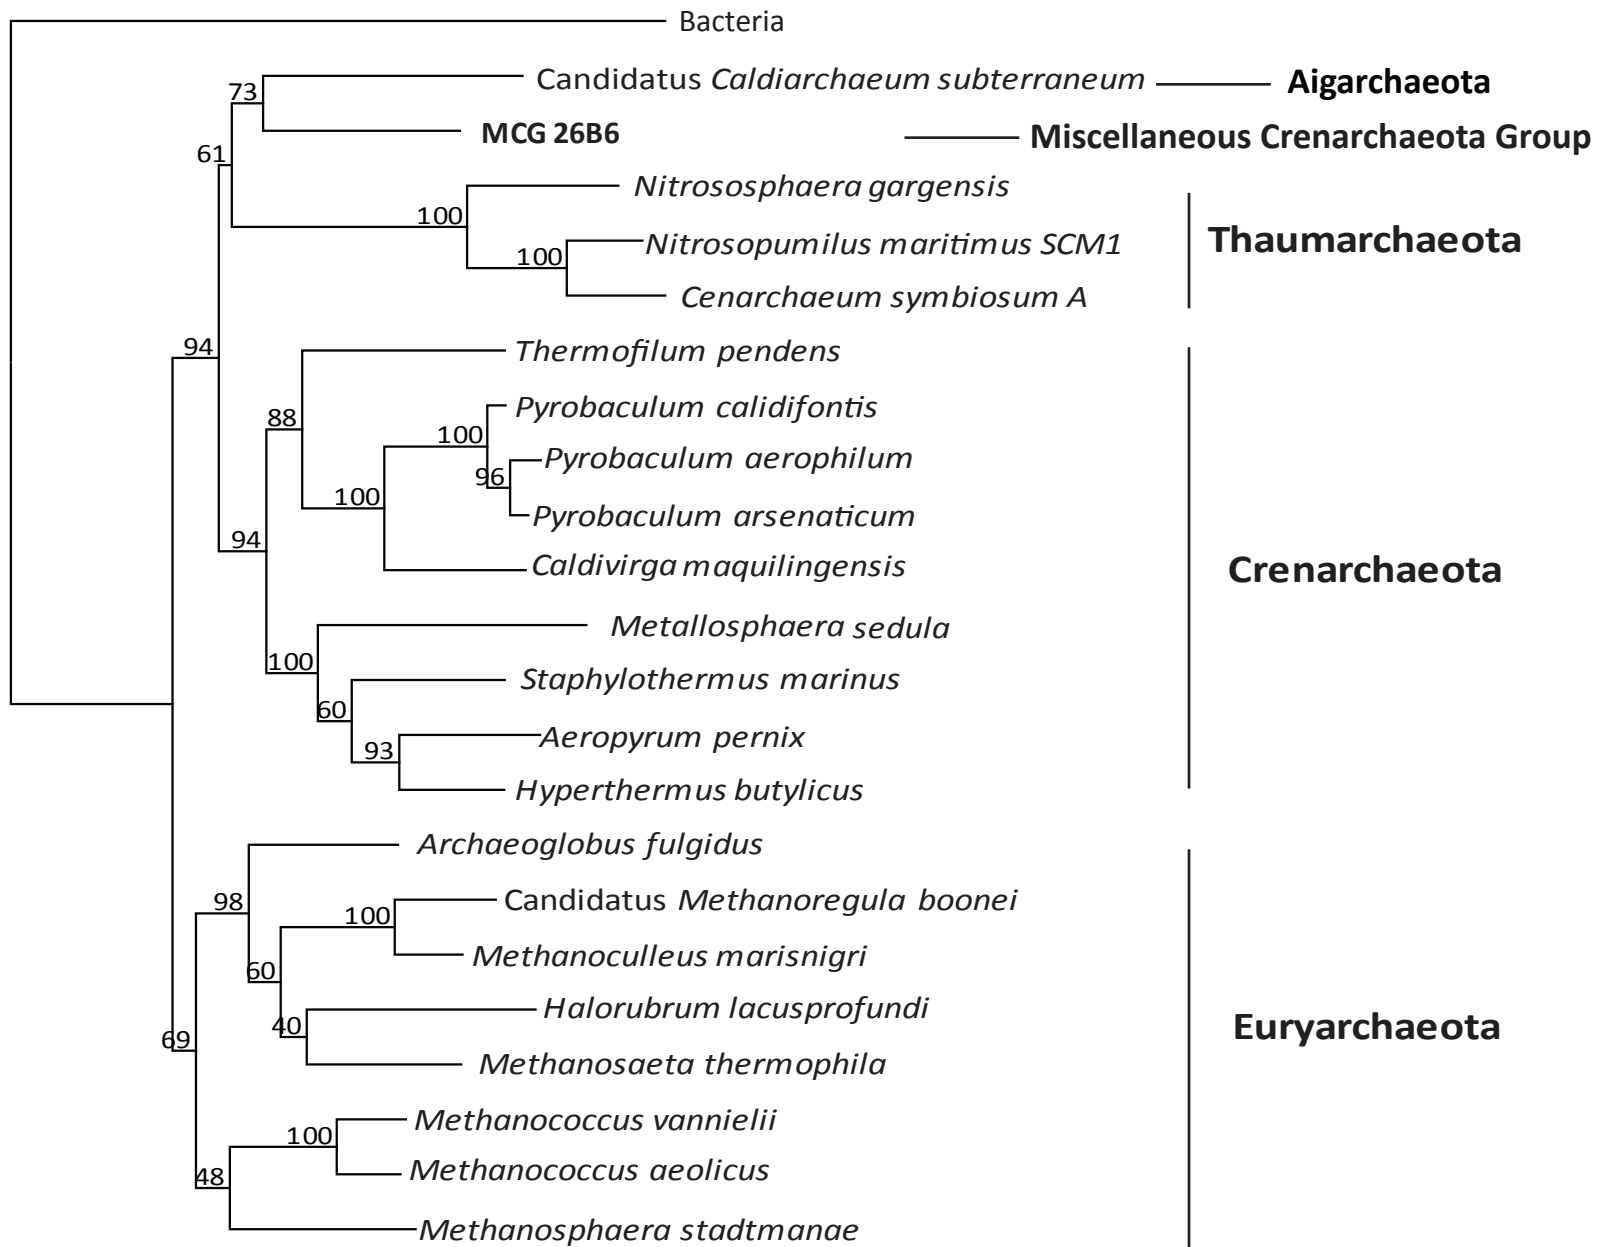 Bacteria
73 Candidatus Caldiarchaeum subterraneum Aigarchaeota
MCG 26B6 Miscellaneous Crenarchaeota Group
61
Nitrososphaera gargensis
100
Thaumarchaeota
Nitrosopumilus maritimus SCM1
100
Cenarchaeum symbiosum A
94
Thermofilum pendens
88
Pyrobaculum calidifontis
100
Pyrobaculum aerophilum
96
100
Pyrobaculum arsenaticum
94
Caldivirga maquilingensis
Crenarchaeota
Metallosphaera sedula
100
Staphylothermus marinus
60
Aeropyrum pernix
93
Hyperthermus butylicus
Archaeoglobus fulgidus
98
Candidatus Methanoregula boonei
100
Methanoculleus marisnigri
60
Halorubrum lacusprofundi
40
Euryarchaeota
69
Methanosaeta thermophila
Methanococcus vannielii
100
Methanococcus aeolicus
48
Methanosphaera stadtmanae